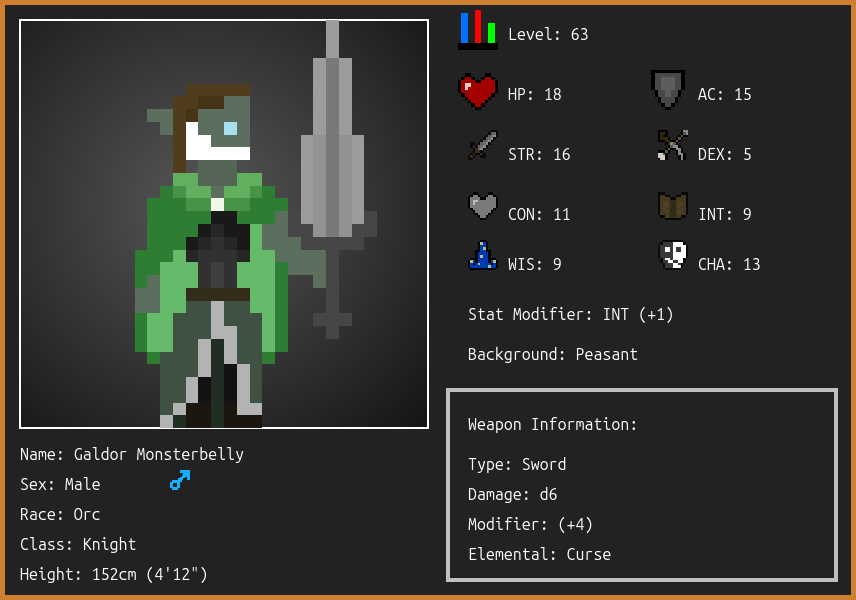 Level: 63
HP: 18
AC: 15
STR: 16
DEX: 5
CON: 11
INT: 9
WIS: 9
CHA: 13
Stat Modifier: INT (+1)
Background: Peasant
Weapon Information:
Type: Sword
Damage: d6
Modifier: (+4)
Elemental: Curse
Name: Galdor Monsterbelly
Sex: Male
Race: Orc
Class: Knight
Height: 152cm (4'12")